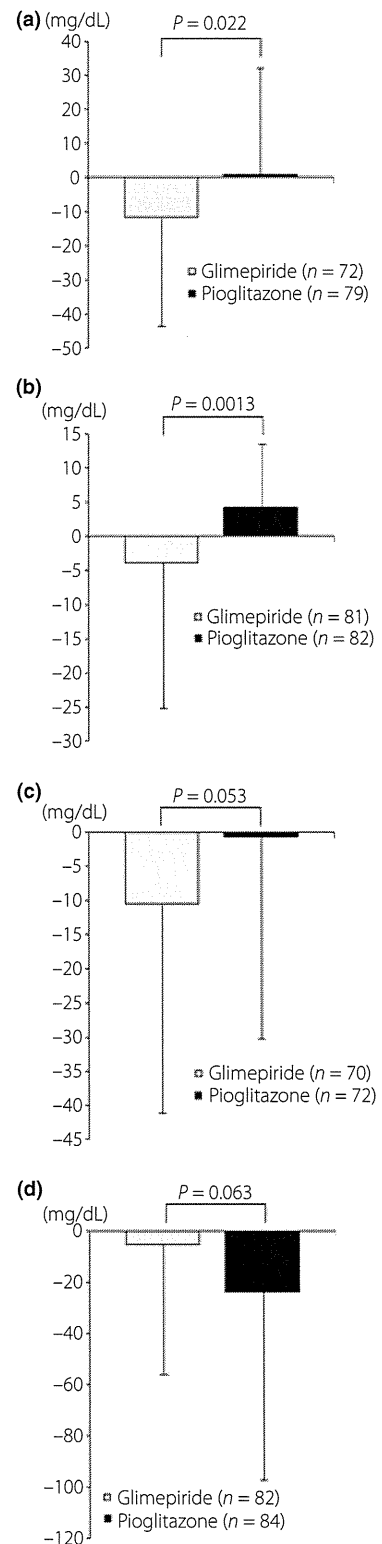 (a) (mg/dL)
P = 0.022
40
30
20
10
0
–10
–20
–30
–40
–50
Glimepiride (n = 72)
Pioglitazone (n = 79)
(b)
(mg/dL)
P = 0.0013
15
10
5
0
–5
–10
–15
–20
–25
–30
Glimepiride (n = 81)
Pioglitazone (n = 82)
(c)
(mg/dL)
P = 0.053
0
–5
–10
–15
–20
–25
–30
–35
–40
–45
Glimepiride (n = 70)
Pioglitazone (n = 72)
(d)
(mg/dL)
P = 0.063
0
–20
–40
–60
–80
–100
–120
Glimepiride (n = 82)
Pioglitazone (n = 84)